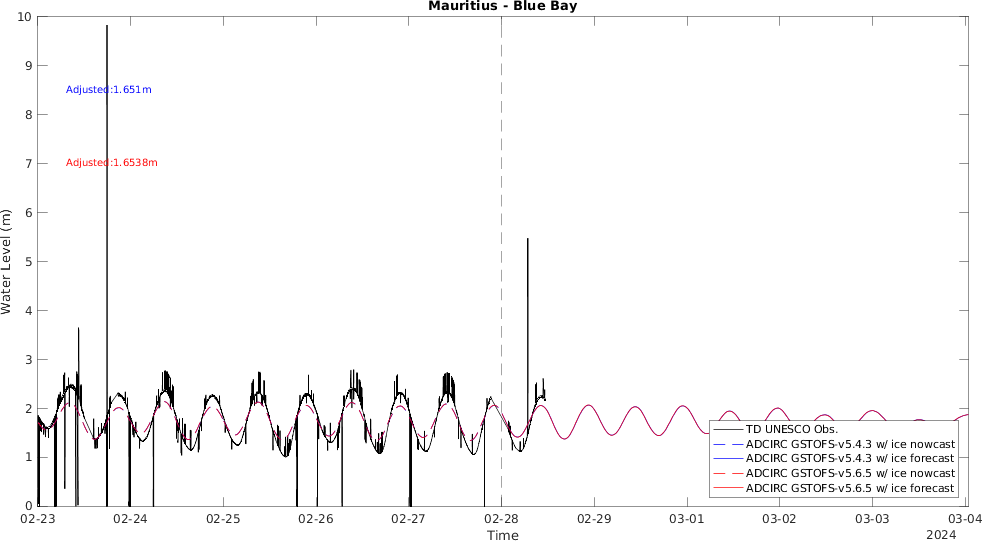 Mauritius - Blue Bay
10
9
8
7
6
5
4
3
2
1
0
Water Level (m)
Adjusted:1.651m
Adjusted:1.6538m
TD UNESCO Obs.
ADCIRC GSTOFS-v5.4.3 w/ ice nowcast
ADCIRC GSTOFS-v5.4.3 w/ ice forecast
ADCIRC GSTOFS-v5.6.5 w/ ice nowcast
ADCIRC GSTOFS-v5.6.5 w/ ice forecast
02-23 02-24 02-25 02-26 02-27 02-28 02-29 03-01 03-02 03-03 03-04
Time
2024